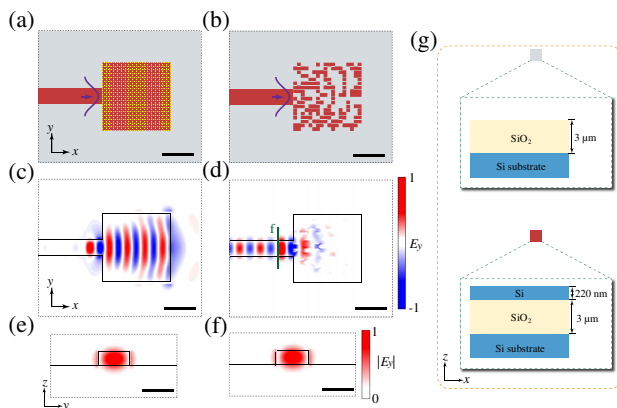 (a)
(b)
(g)
y
x
SiO2
3 μm
Si substrate
(c)
(d)
1
f
Ey
-1
y
x
Si
220 nm
SiO2
3 μm
Si substrate
(e)
(f)
1
|Ey|
0
z
y
z
x